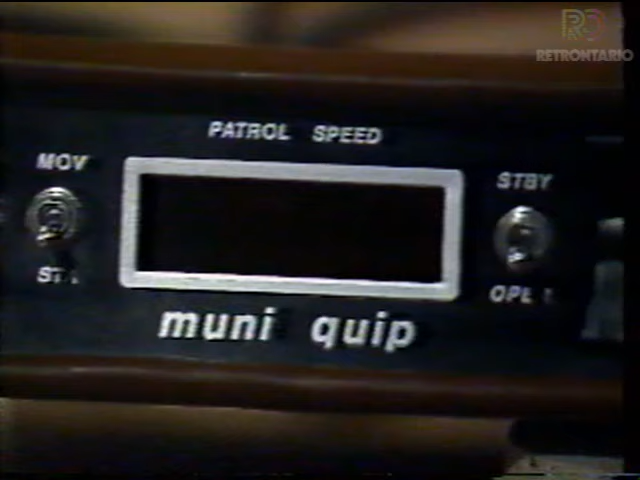 RETRONTARIO
PATROL SPEED
MOV
STBY
muni quip